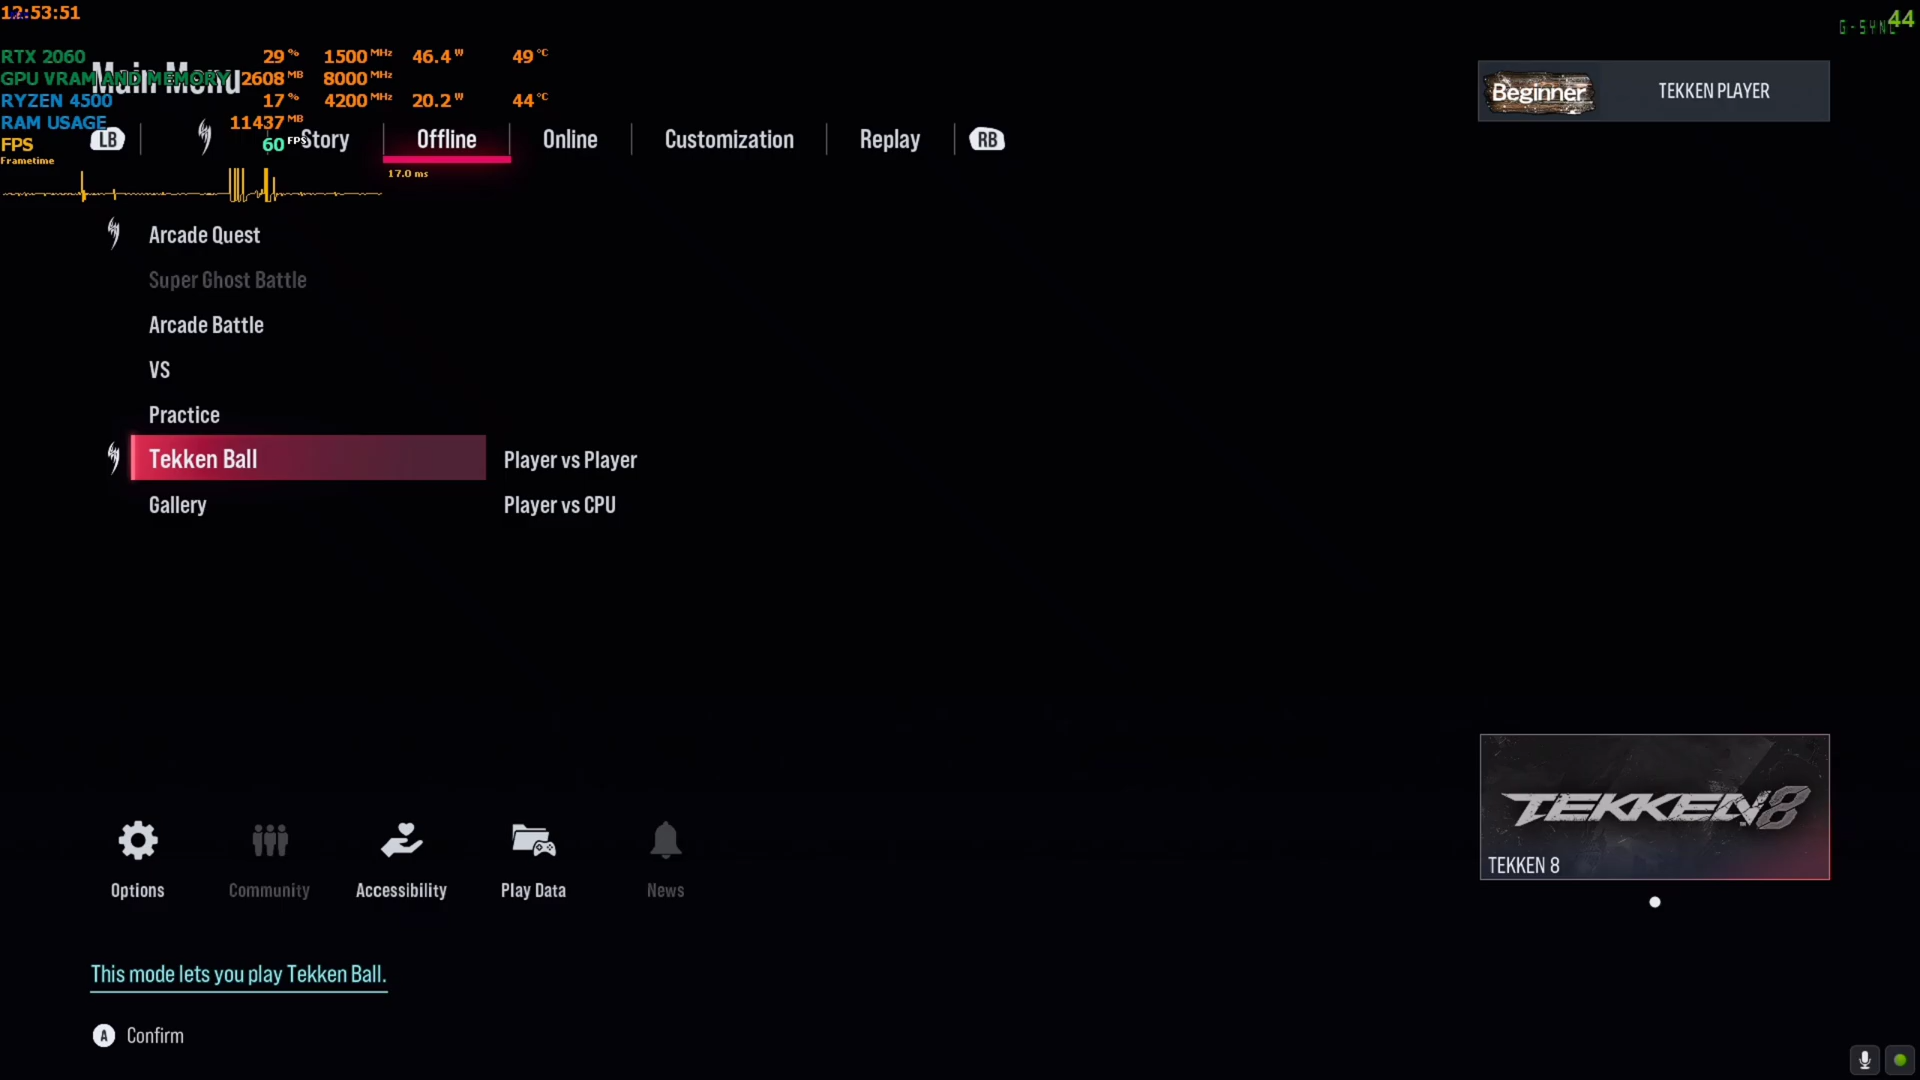 12:53:51
G-SYNC 44
RTX 2060 29 % 1500 MHz 46.4 W 49 °C
GPU VRAM AND MEMORY 2608 MB 8000 MHz
Main Menu
RYZEN 4500 17 % 4200 MHz 20.2 W 44 °C
RAM USAGE 11437 MB
FPS 60 FPS
Frametime
17.0 ms
Beginner TEKKEN PLAYER
LB Story Offline Online Customization Replay RB
Arcade Quest
Super Ghost Battle
Arcade Battle
VS
Practice
Tekken Ball Player vs Player
Gallery Player vs CPU
TEKKEN 8
TEKKEN 8
Options Community Accessibility Play Data News
This mode lets you play Tekken Ball.
A Confirm